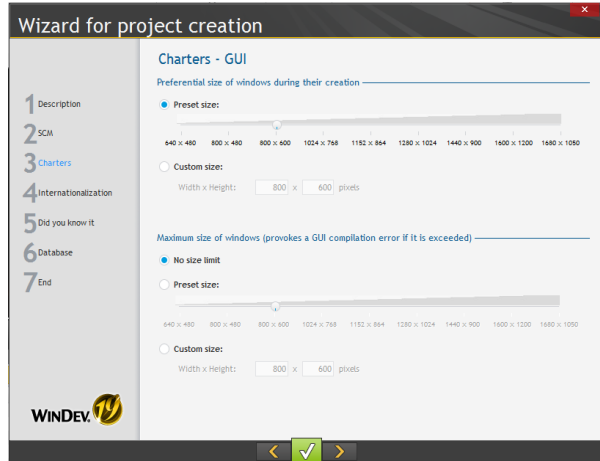 Wizard for project creation
Charters - GUI
Preferential size of windows during their creation
1 Description
2 SCM
3 Charters
4 Internationalization
5 Did you know it
6 Database
7 End
Preset size:
640 x 480 800 x 480 800 x 600 1024 x 768 1152 x 864 1280 x 1024 1440 x 900 1600 x 1200 1680 x 1050
Custom size:
Width x Height: 800 x 600 pixels
Maximum size of windows (provokes a GUI compilation error if it is exceeded)
No size limit
Preset size:
640 x 480 800 x 480 800 x 600 1024 x 768 1152 x 864 1280 x 1024 1440 x 900 1600 x 1200 1680 x 1050
Custom size:
Width x Height: 800 x 600 pixels
WINDEV. 19